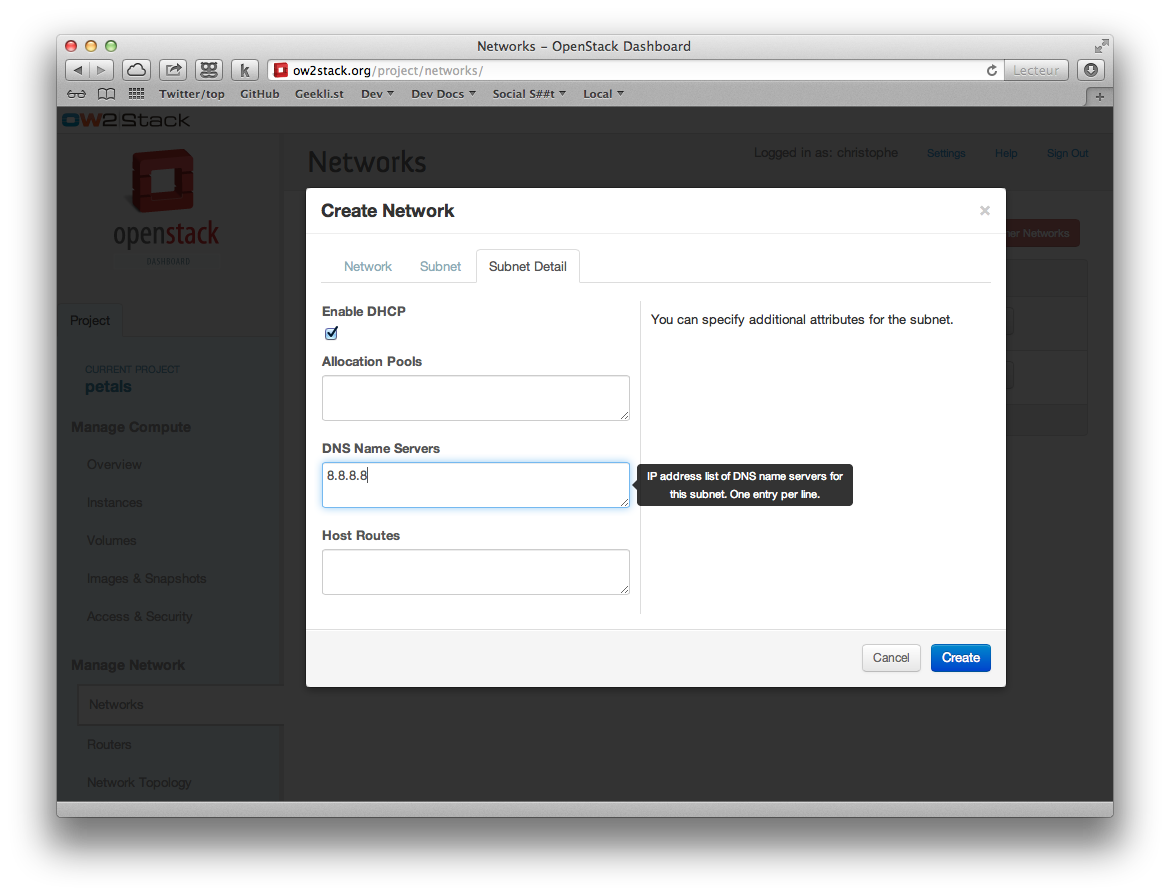 Networks – OpenStack Dashboard
ow2stack.org/project/networks/
Lecteur
Twitter/top GitHub Geekli.st Dev Dev Docs Social S##t Local
OW2Stack
openstack
DASHBOARD
Networks
Logged in as: christophe Settings Help Sign Out
Project
CURRENT PROJECT
petals
Manage Compute
Overview
Instances
Volumes
Images & Snapshots
Access & Security
Manage Network
Networks
Routers
Network Topology
Networks
Create Network
×
Network Subnet Subnet Detail
Enable DHCP
Allocation Pools
DNS Name Servers
8.8.8.8
Host Routes
You can specify additional attributes for the subnet.
IP address list of DNS name servers for
this subnet. One entry per line.
Cancel Create